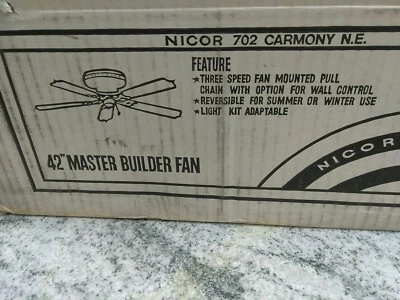 NICOR 702 CARMONY N.E.
FEATURE
★THREE SPEED FAN MOUNTED PULL
CHAIN WITH OPTION FOR WALL CONTROL
★REVERSIBLE FOR SUMMER OR WINTER USE
★LIGHT KIT ADAPTABLE
42" MASTER BUILDER FAN
NICOR